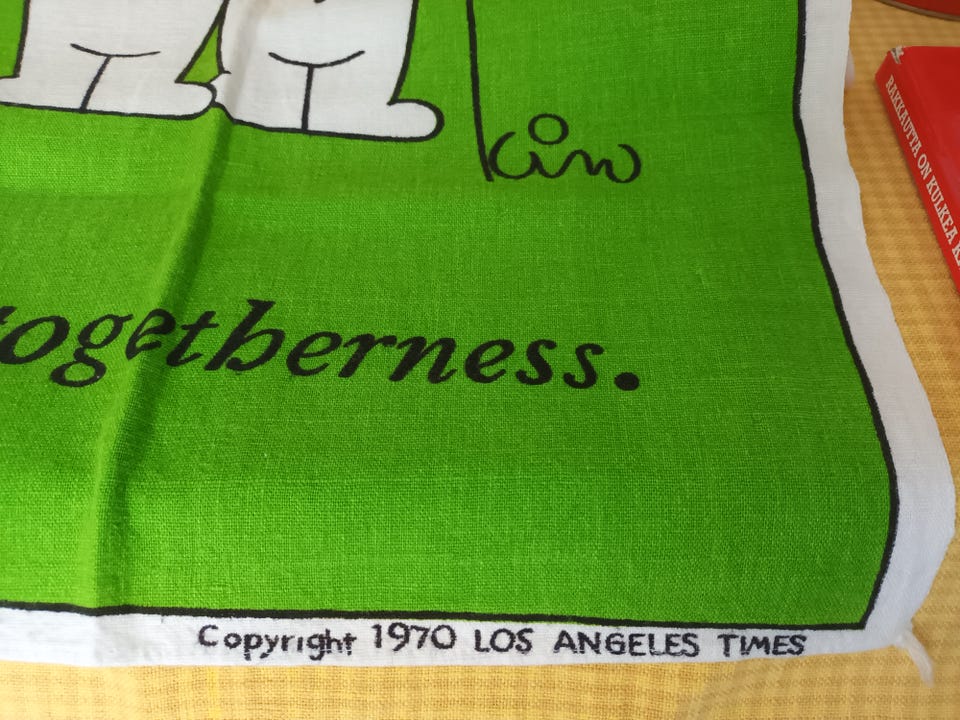 Kim
togetherness.
Copyright 1970 LOS ANGELES TIMES
RAKKAUTTA ON KULKEA